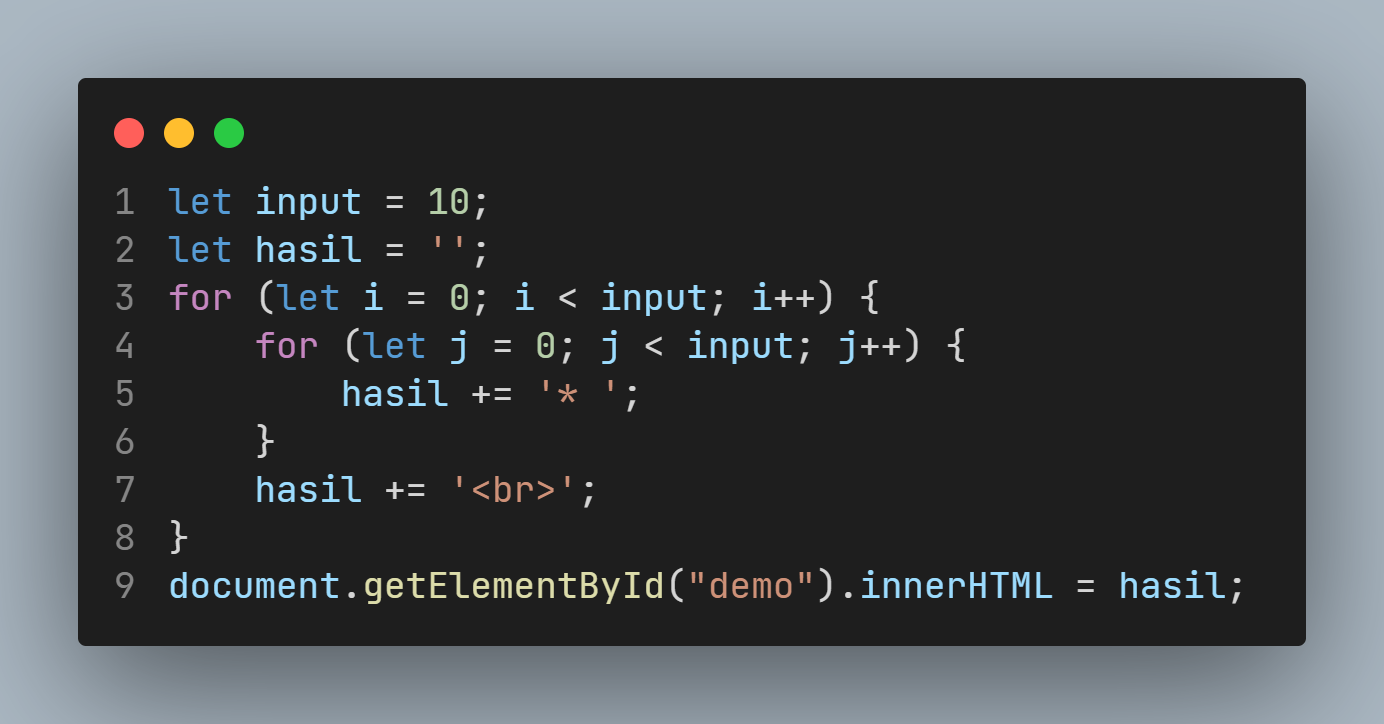 1 let input = 10;
2 let hasil = '';
3 for (let i = 0; i < input; i++) {
4     for (let j = 0; j < input; j++) {
5         hasil += '* ';
6     }
7     hasil += '<br>';
8 }
9 document.getElementById("demo").innerHTML = hasil;